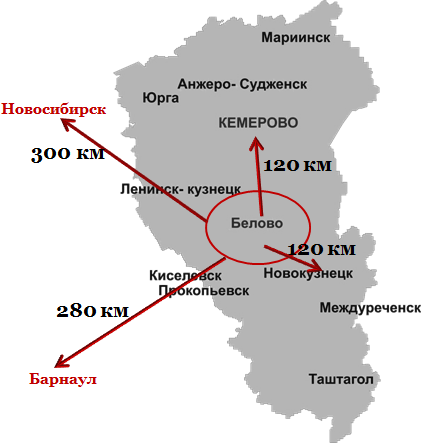 Мариинск
Анжеро- Судженск
Юрга
Новосибирск
КЕМЕРОВО
300 км
120 км
Ленинск- кузнецк
Белово
120 км
Киселевск
Новокузнецк
Прокопьевск
280 км
Междуреченск
Барнаул
Таштагол